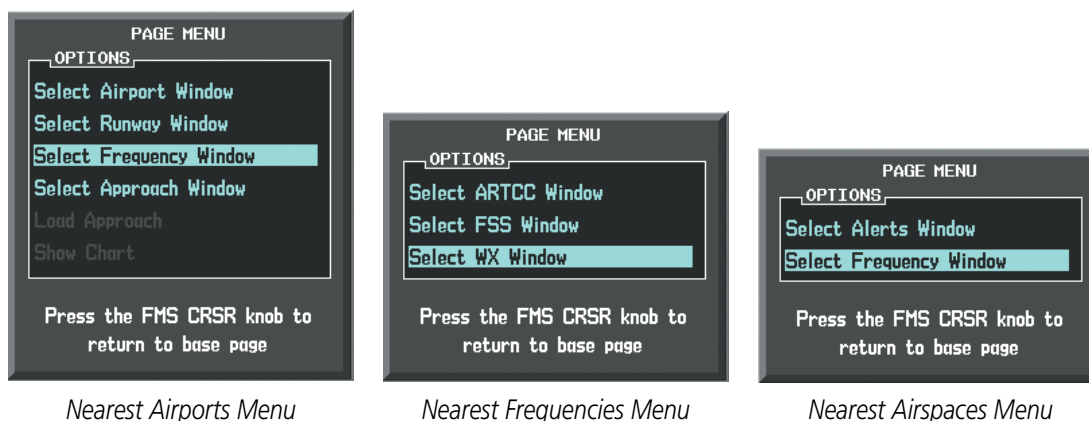 PAGE MENU
OPTIONS
Select Airport Window
Select Runway Window
Select Frequency Window
Select Approach Window
Load Approach
Show Chart
Press the FMS CRSR knob to
return to base page
Nearest Airports Menu
PAGE MENU
OPTIONS
Select ARTCC Window
Select FSS Window
Select WX Window
Press the FMS CRSR knob to
return to base page
Nearest Frequencies Menu
PAGE MENU
OPTIONS
Select Alerts Window
Select Frequency Window
Press the FMS CRSR knob to
return to base page
Nearest Airspaces Menu